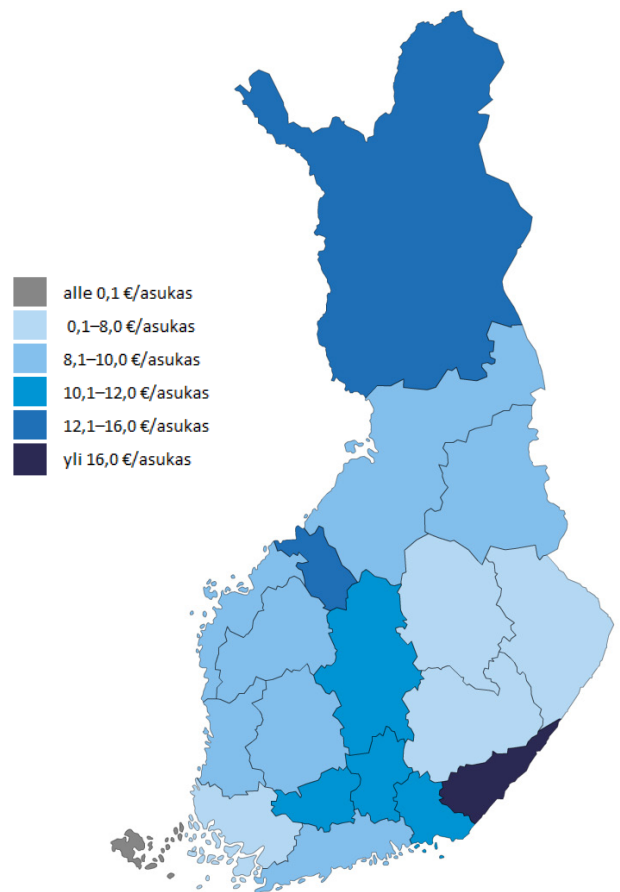 alle 0,1 €/asukas
0,1–8,0 €/asukas
8,1–10,0 €/asukas
10,1–12,0 €/asukas
12,1–16,0 €/asukas
yli 16,0 €/asukas